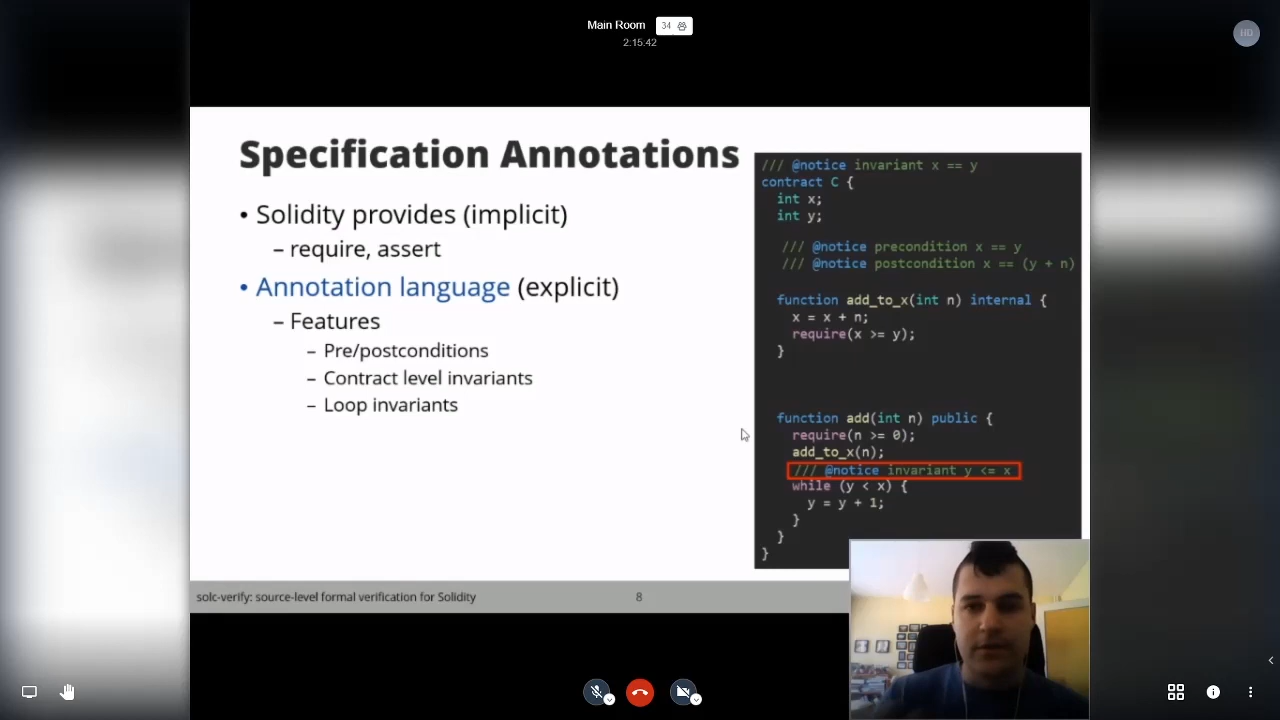 Main Room 34
2:15:42
HD
Specification Annotations
• Solidity provides (implicit)
– require, assert
• Annotation language (explicit)
– Features
– Pre/postconditions
– Contract level invariants
– Loop invariants
/// @notice invariant x == y
contract C {
int x;
int y;
/// @notice precondition x == y
/// @notice postcondition x == (y + n)
function add_to_x(int n) internal {
x = x + n;
require(x >= y);
}
function add(int n) public {
require(n >= 0);
add_to_x(n);
/// @notice invariant y <= x
while (y < x) {
y = y + 1;
}
}
}
solc-verify: source-level formal verification for Solidity 8